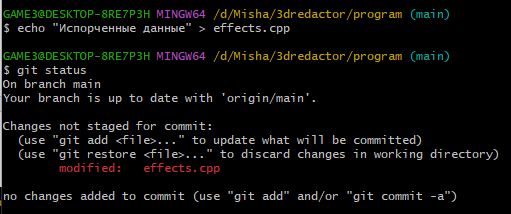 GAME3@DESKTOP-8RE7P3H MINGW64 /d/Misha/3dredactor/program (main)
$ echo "Испорченные данные" > effects.cpp
GAME3@DESKTOP-8RE7P3H MINGW64 /d/Misha/3dredactor/program (main)
$ git status
On branch main
Your branch is up to date with 'origin/main'.
Changes not staged for commit:
(use "git add <file>..." to update what will be committed)
(use "git restore <file>..." to discard changes in working directory)
modified: effects.cpp
no changes added to commit (use "git add" and/or "git commit -a")